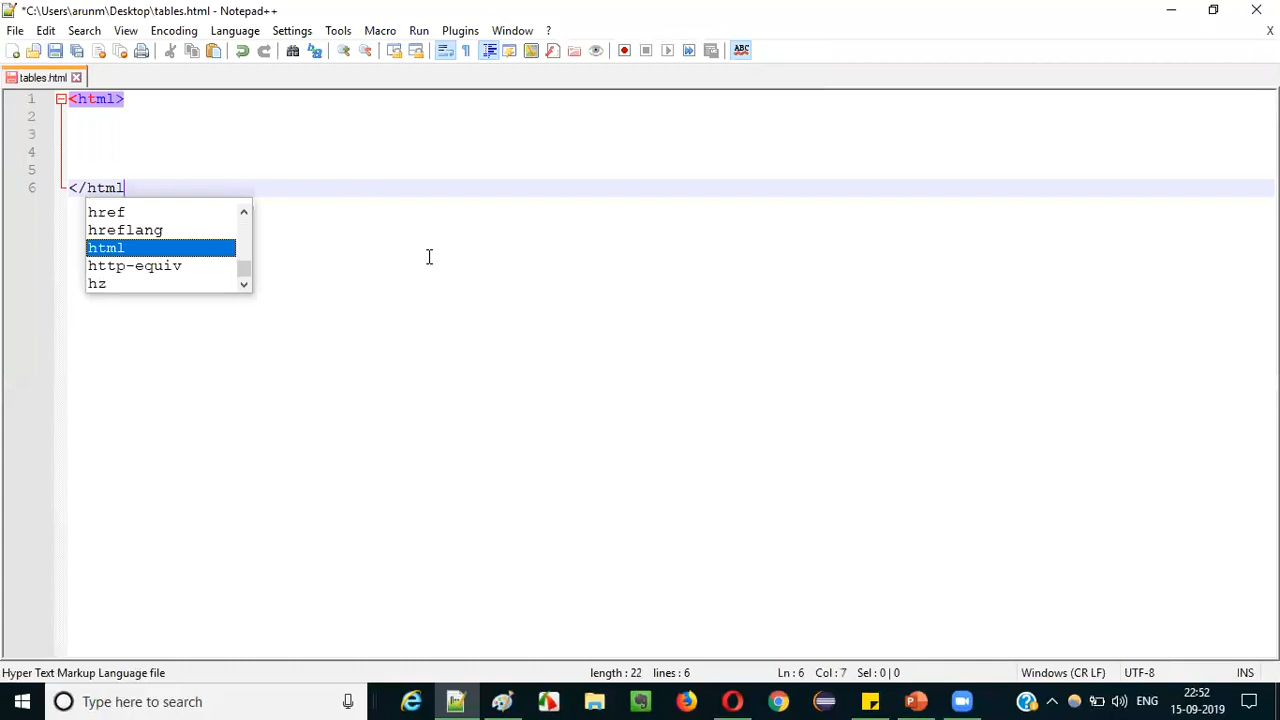 *C:\Users\arunm\Desktop\tables.html - Notepad++
File Edit Search View Encoding Language Settings Tools Macro Run Plugins Window ? X
ABC
tables.html
1 <html>
2
3
4
5
6 </html
href
hreflang
html
http-equiv
hz
Hyper Text Markup Language file length : 22 lines : 6 Ln : 6 Col : 7 Sel : 0 | 0 Windows (CR LF) UTF-8 INS
Type here to search
ENG
22:52
15-09-2019